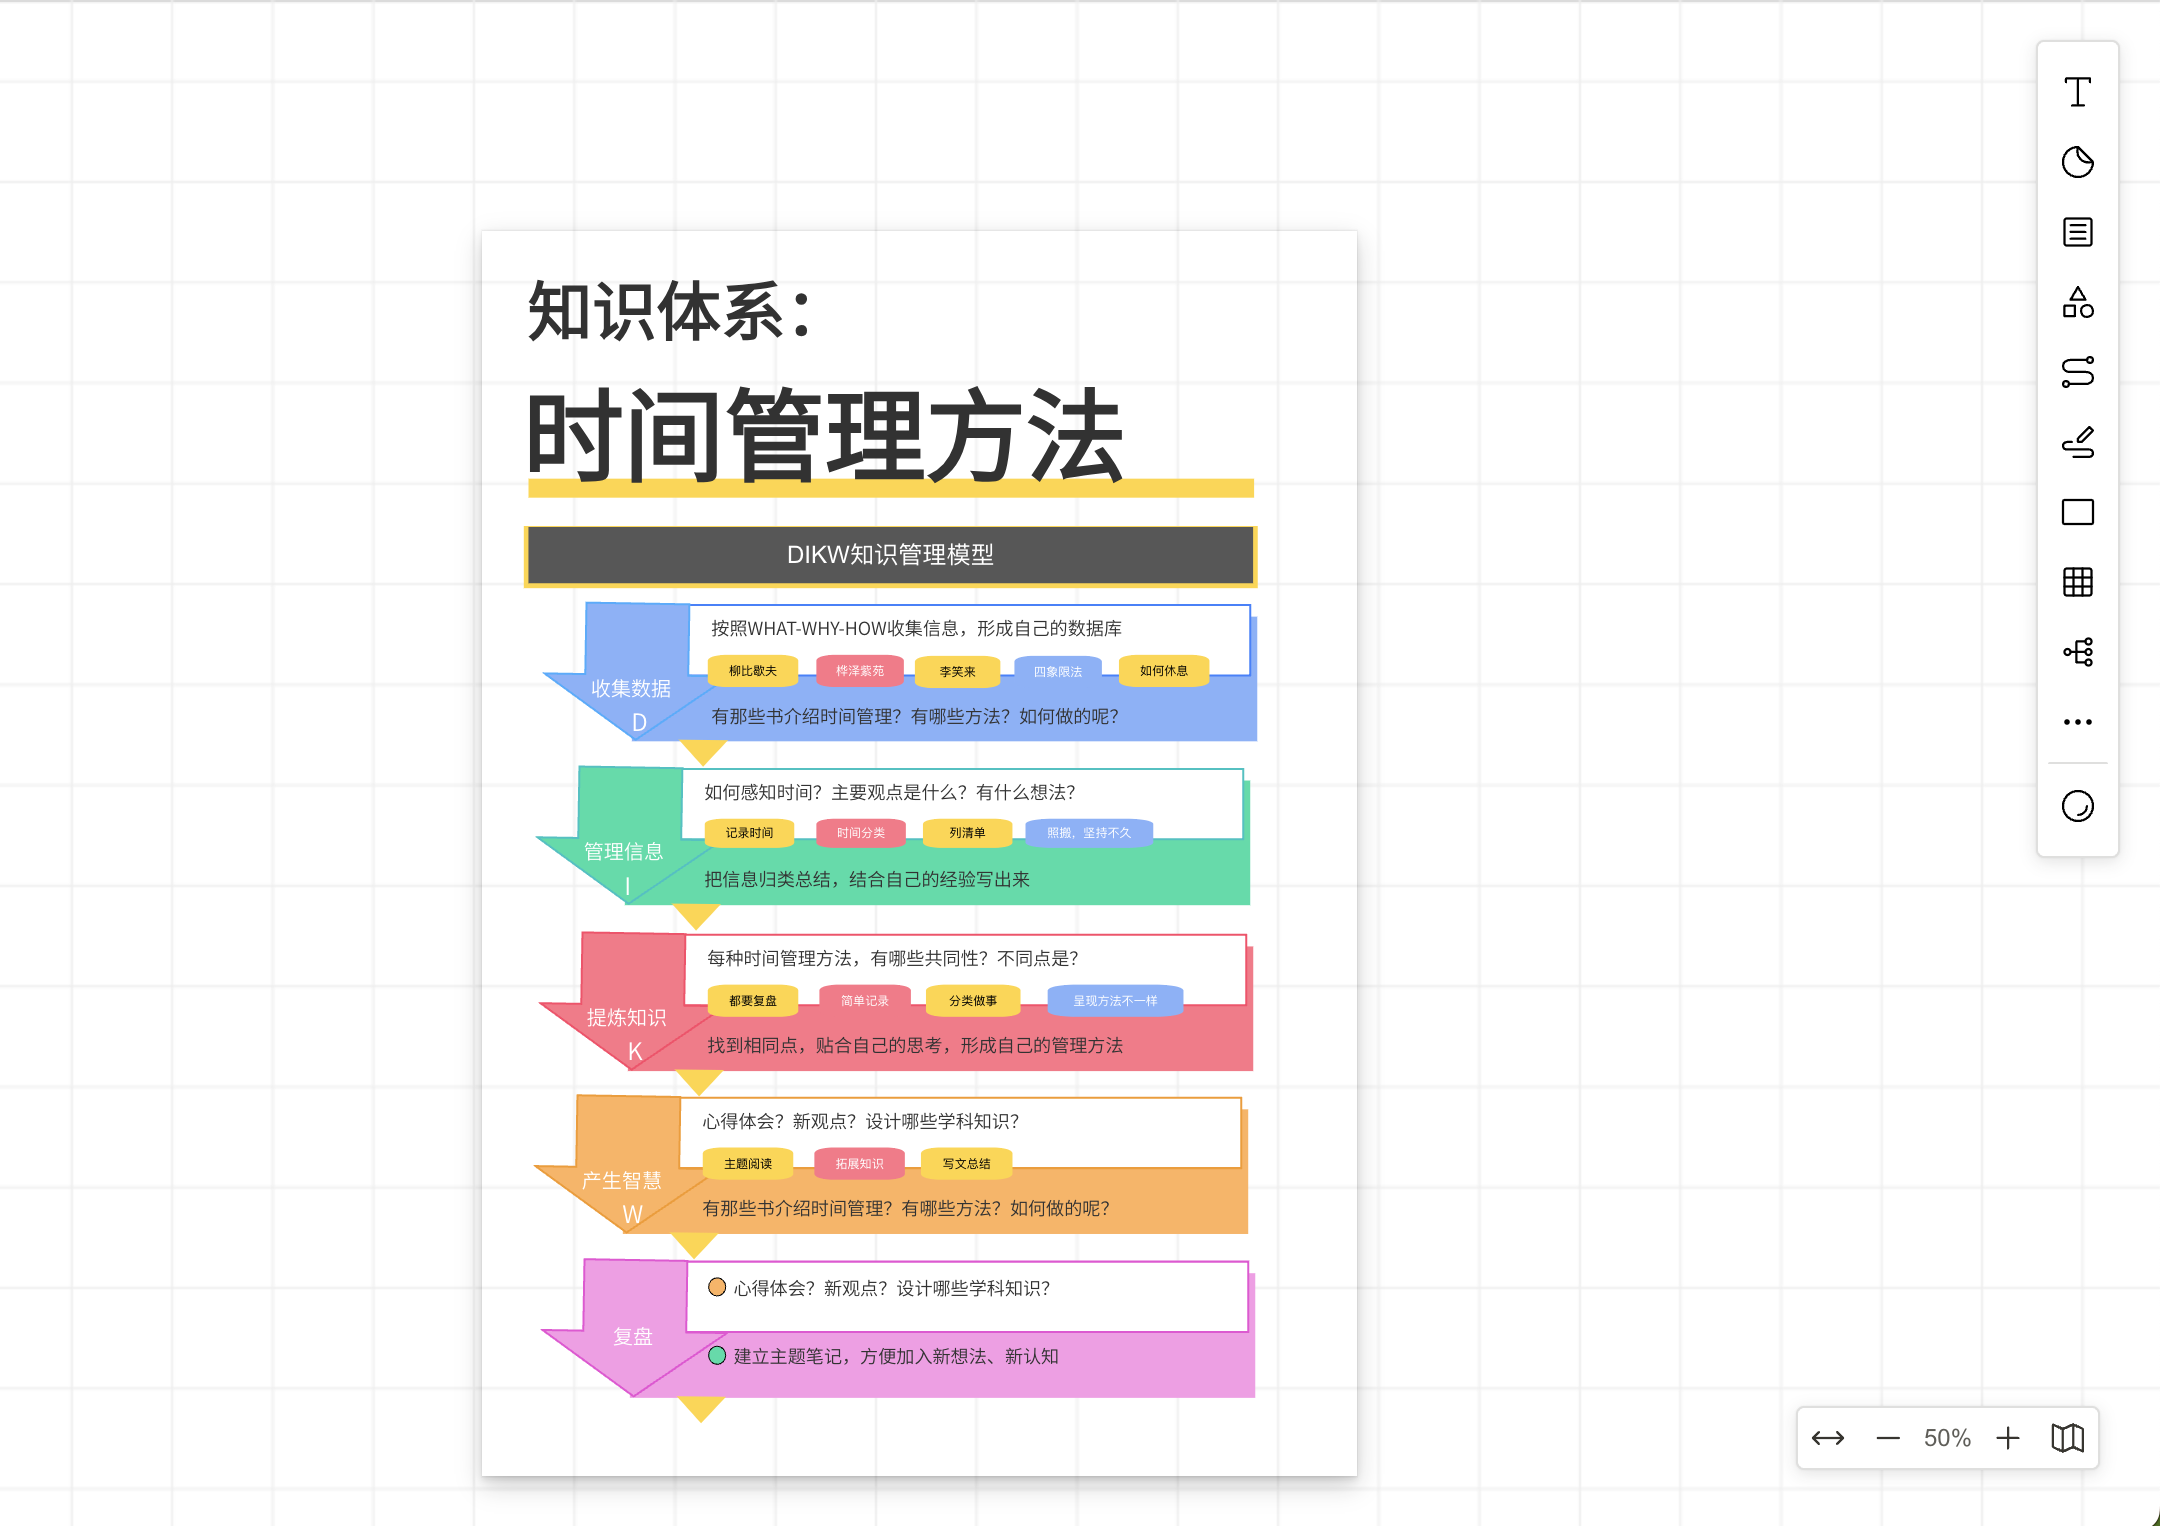 知识体系：
时间管理方法
DIKW知识管理模型
按照WHAT-WHY-HOW收集信息，形成自己的数据库
柳比歇夫 桦泽紫苑 李笑来 四象限法 如何休息
收集数据
D
有那些书介绍时间管理？有哪些方法？如何做的呢？
如何感知时间？主要观点是什么？有什么想法？
记录时间 时间分类 列清单 照搬，坚持不久
管理信息
I
把信息归类总结，结合自己的经验写出来
每种时间管理方法，有哪些共同性？不同点是？
都要复盘 简单记录 分类做事 呈现方法不一样
提炼知识
K
找到相同点，贴合自己的思考，形成自己的管理方法
心得体会？新观点？设计哪些学科知识？
主题阅读 拓展知识 写文总结
产生智慧
W
有那些书介绍时间管理？有哪些方法？如何做的呢？
心得体会？新观点？设计哪些学科知识？
复盘
建立主题笔记，方便加入新想法、新认知
50%